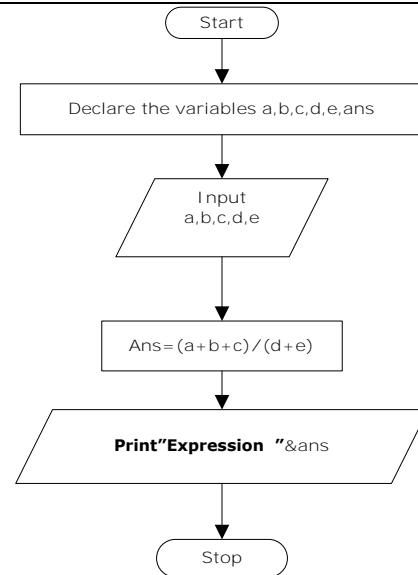 Start
Declare the variables a,b,c,d,e,ans
Input
a,b,c,d,e
Ans=(a+b+c)/(d+e)
Print”Expression ”&ans
Stop